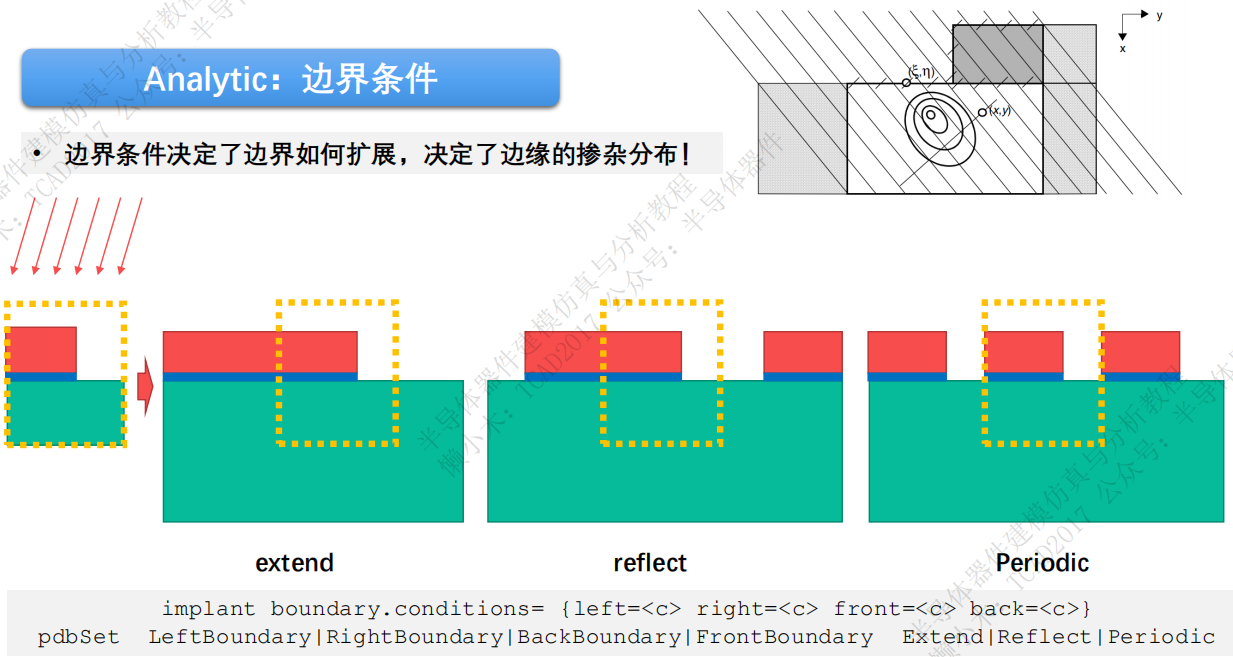 Analytic：边界条件
• 边界条件决定了边界如何扩展，决定了边缘的掺杂分布！
y
x
(ξ,η)
(x,y)
extend
reflect
Periodic
implant boundary.conditions= {left=<c> right=<c> front=<c> back=<c>}
pdbSet LeftBoundary|RightBoundary|BackBoundary|FrontBoundary Extend|Reflect|Periodic
半导体器件建模仿真与分析教程
懒小木：TCAD2017 公众号：半导体器件